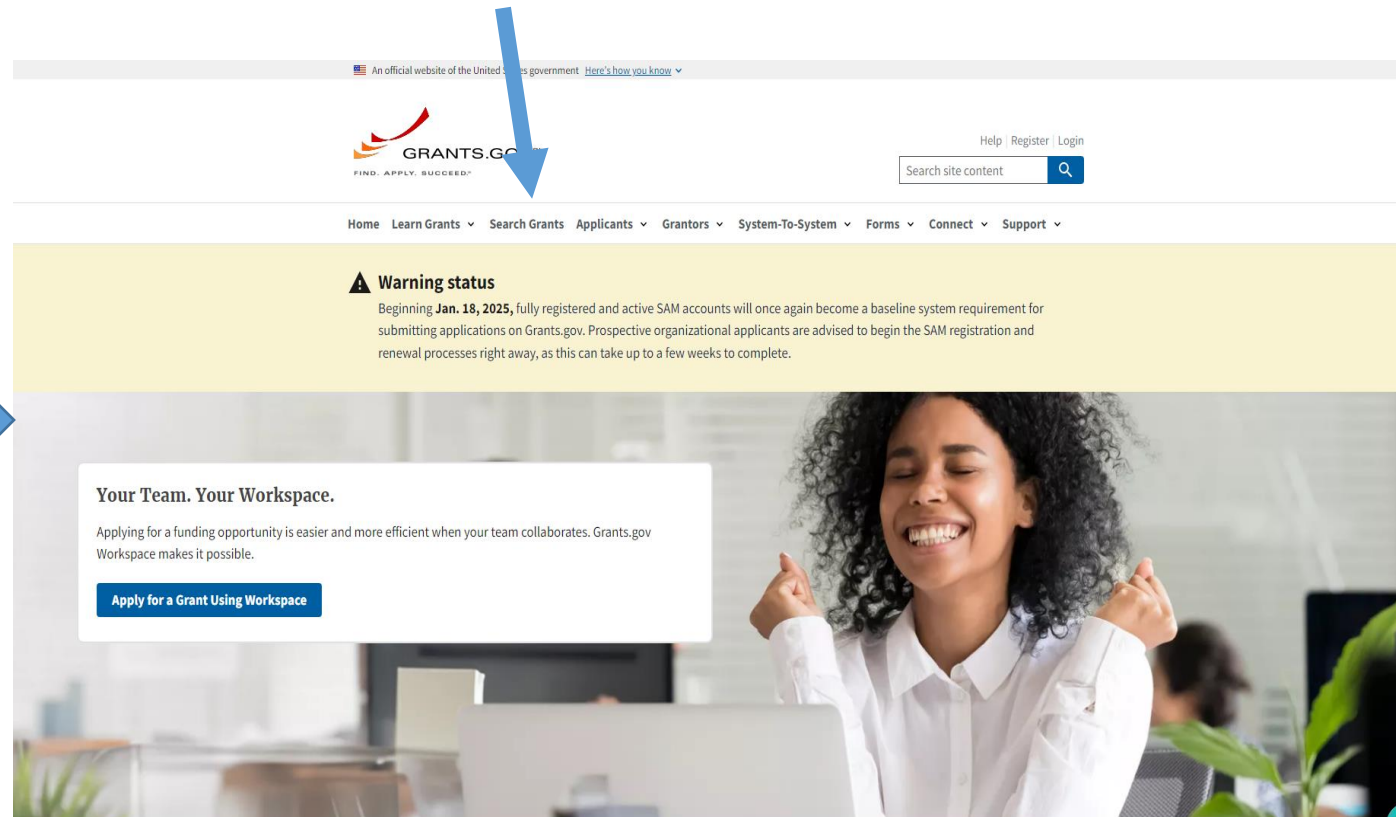 An official website of the United States government Here's how you know
GRANTS.GOV
FIND. APPLY. SUCCEED.
Help | Register | Login
Search site content
Home Learn Grants Search Grants Applicants Grantors System-To-System Forms Connect Support
Warning status
Beginning Jan. 18, 2025, fully registered and active SAM accounts will once again become a baseline system requirement for
submitting applications on Grants.gov. Prospective organizational applicants are advised to begin the SAM registration and
renewal processes right away, as this can take up to a few weeks to complete.
Your Team. Your Workspace.
Applying for a funding opportunity is easier and more efficient when your team collaborates. Grants.gov
Workspace makes it possible.
Apply for a Grant Using Workspace